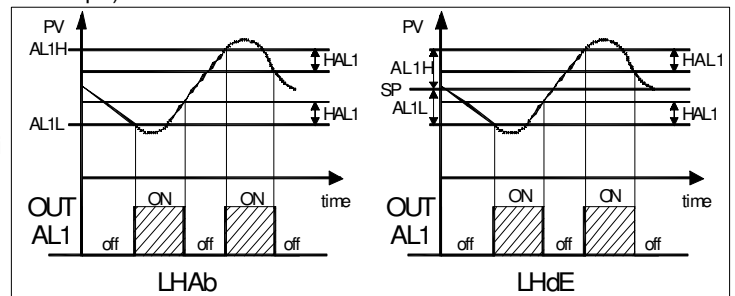 PV
AL1H
HAL1
HAL1
AL1L
time
OUT
AL1
off
ON
off
ON
off
LHAb
PV
AL1H
HAL1
SP
AL1L
HAL1
time
OUT
AL1
off
ON
off
ON
off
LHdE